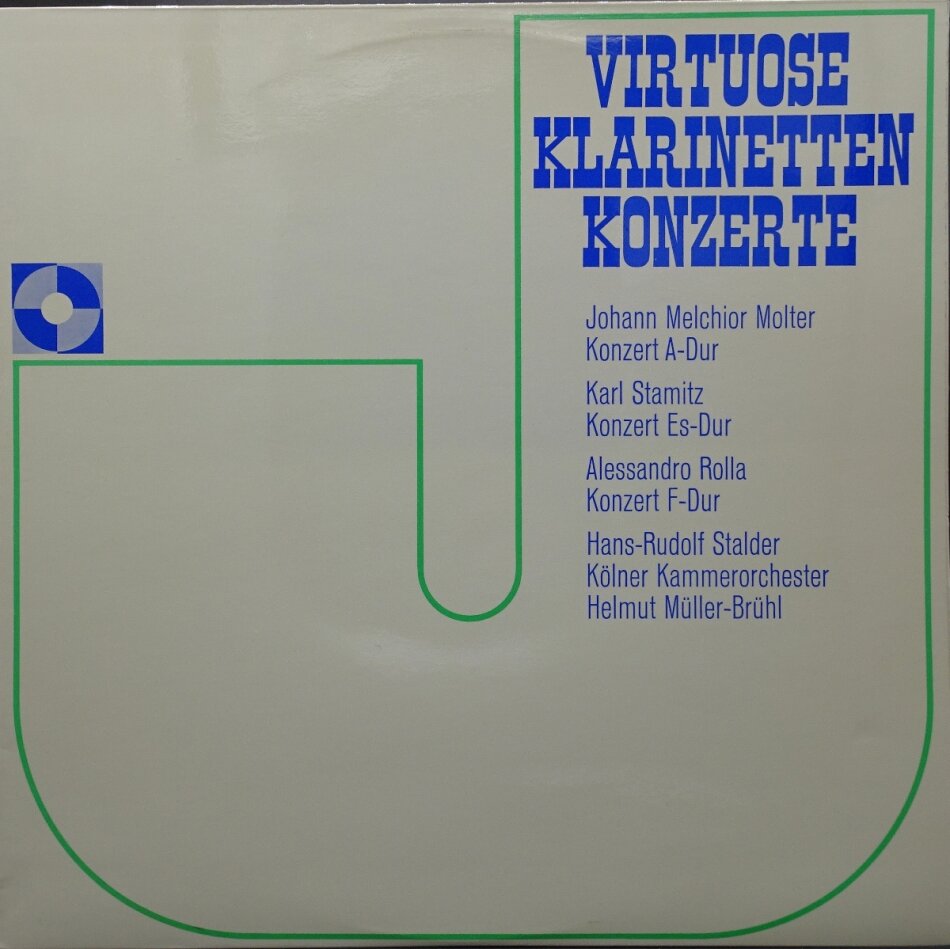 VIRTUOSE
KLARINETTEN
KONZERTE
Johann Melchior Molter
Konzert A-Dur
Karl Stamitz
Konzert Es-Dur
Alessandro Rolla
Konzert F-Dur
Hans-Rudolf Stalder
Kölner Kammerorchester
Helmut Müller-Brühl